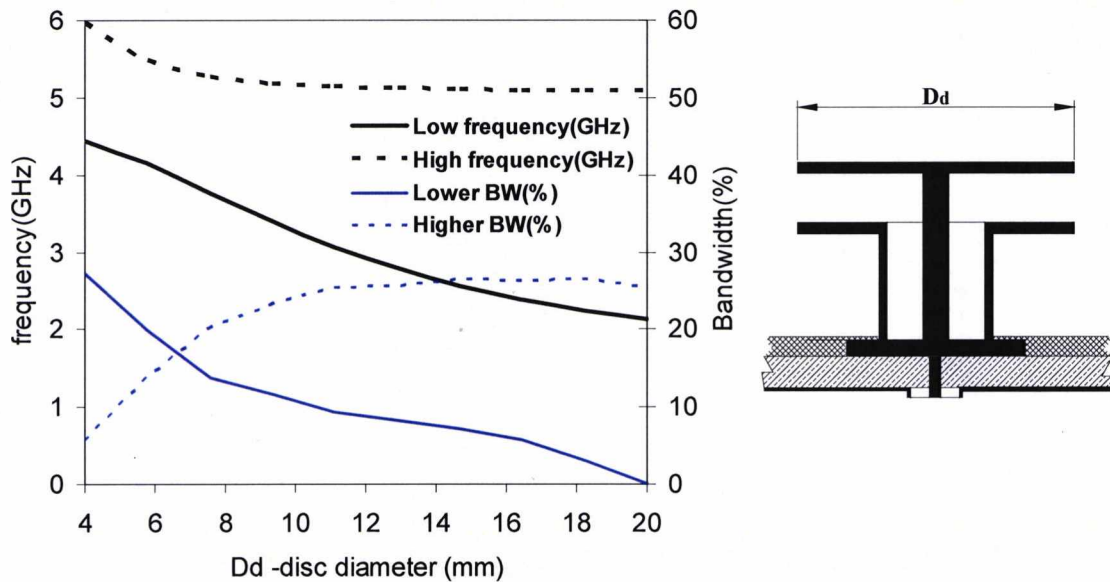 6
5
4
3
2
1
0
frequency(GHz)
60
50
40
30
20
10
0
Bandwidth(%)
Low frequency(GHz)
High frequency(GHz)
Lower BW(%)
Higher BW(%)
4 6 8 10 12 14 16 18 20
Dd -disc diameter (mm)
Dd